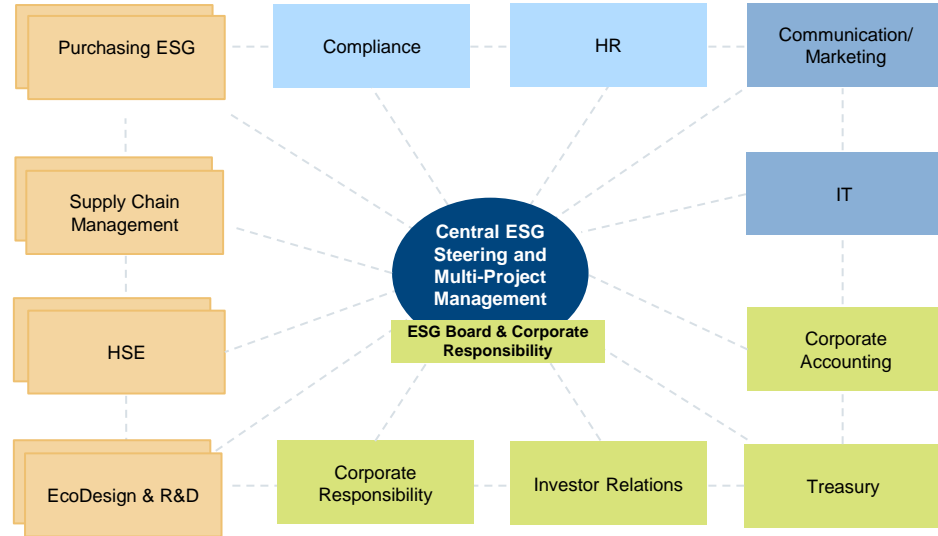 Purchasing ESG
Compliance
HR
Communication/
Marketing
Supply Chain
Management
Central ESG
Steering and
Multi-Project
Management
IT
HSE
ESG Board & Corporate
Responsibility
Corporate
Accounting
EcoDesign & R&D
Corporate
Responsibility
Investor Relations
Treasury